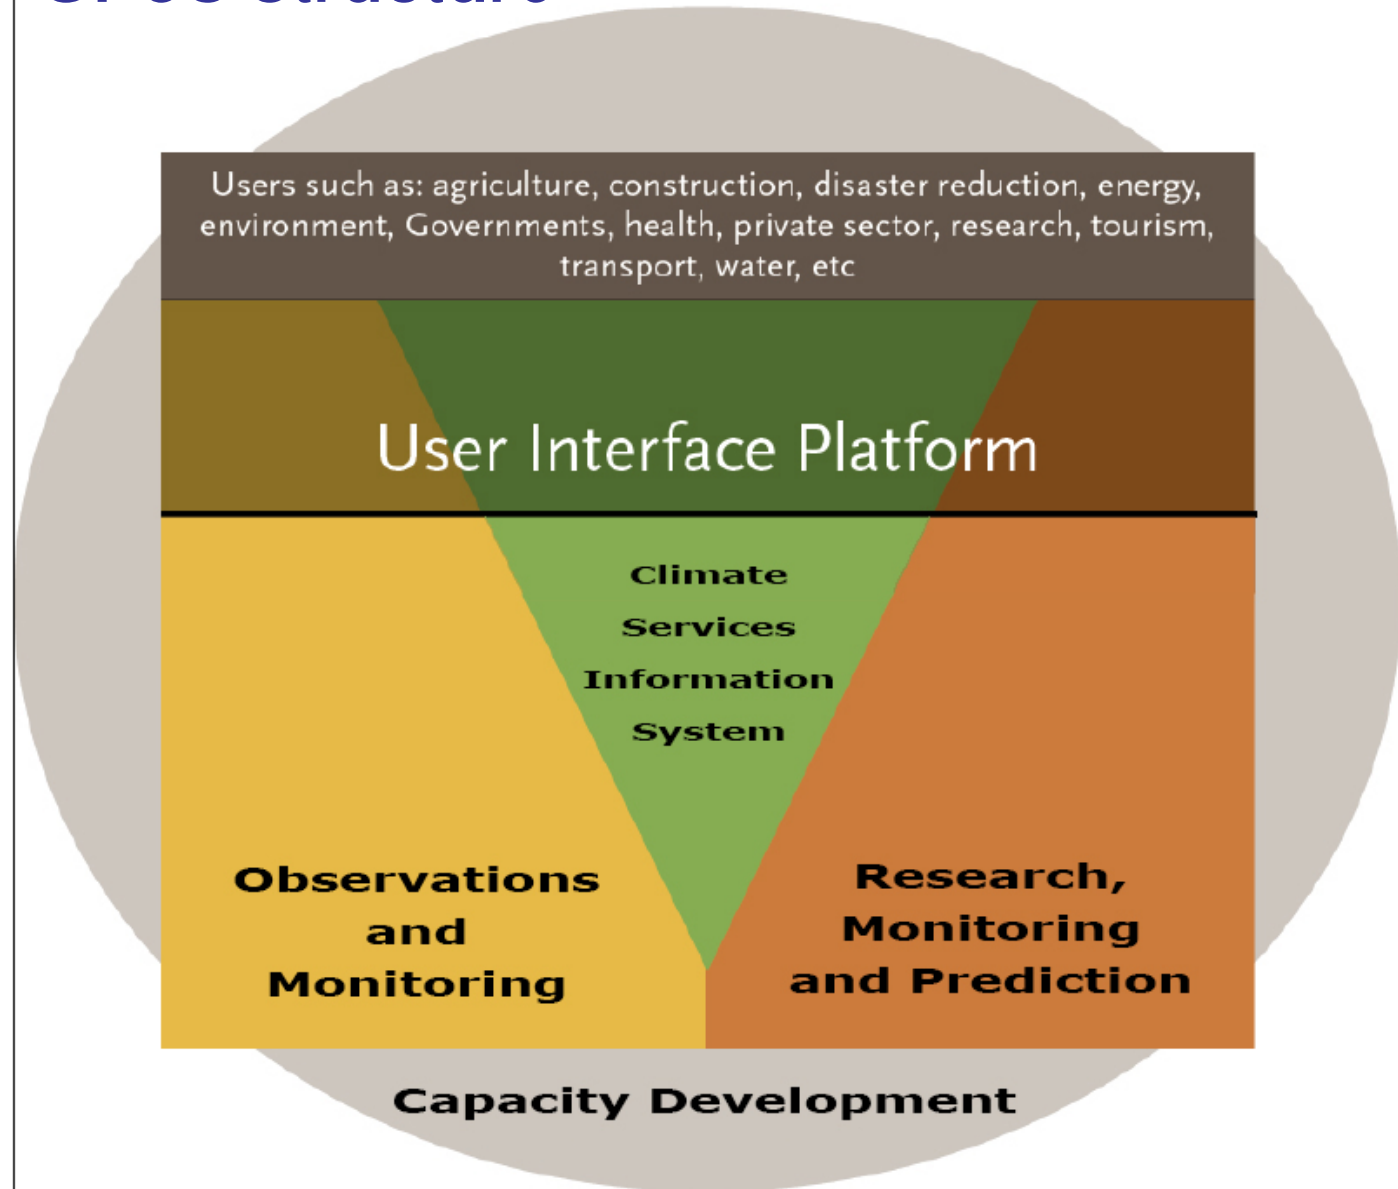 Users such as: agriculture, construction, disaster reduction, energy,
environment, Governments, health, private sector, research, tourism,
transport, water, etc
User Interface Platform
Climate
Services
Information
System
Observations
and
Monitoring
Research,
Monitoring
and Prediction
Capacity Development